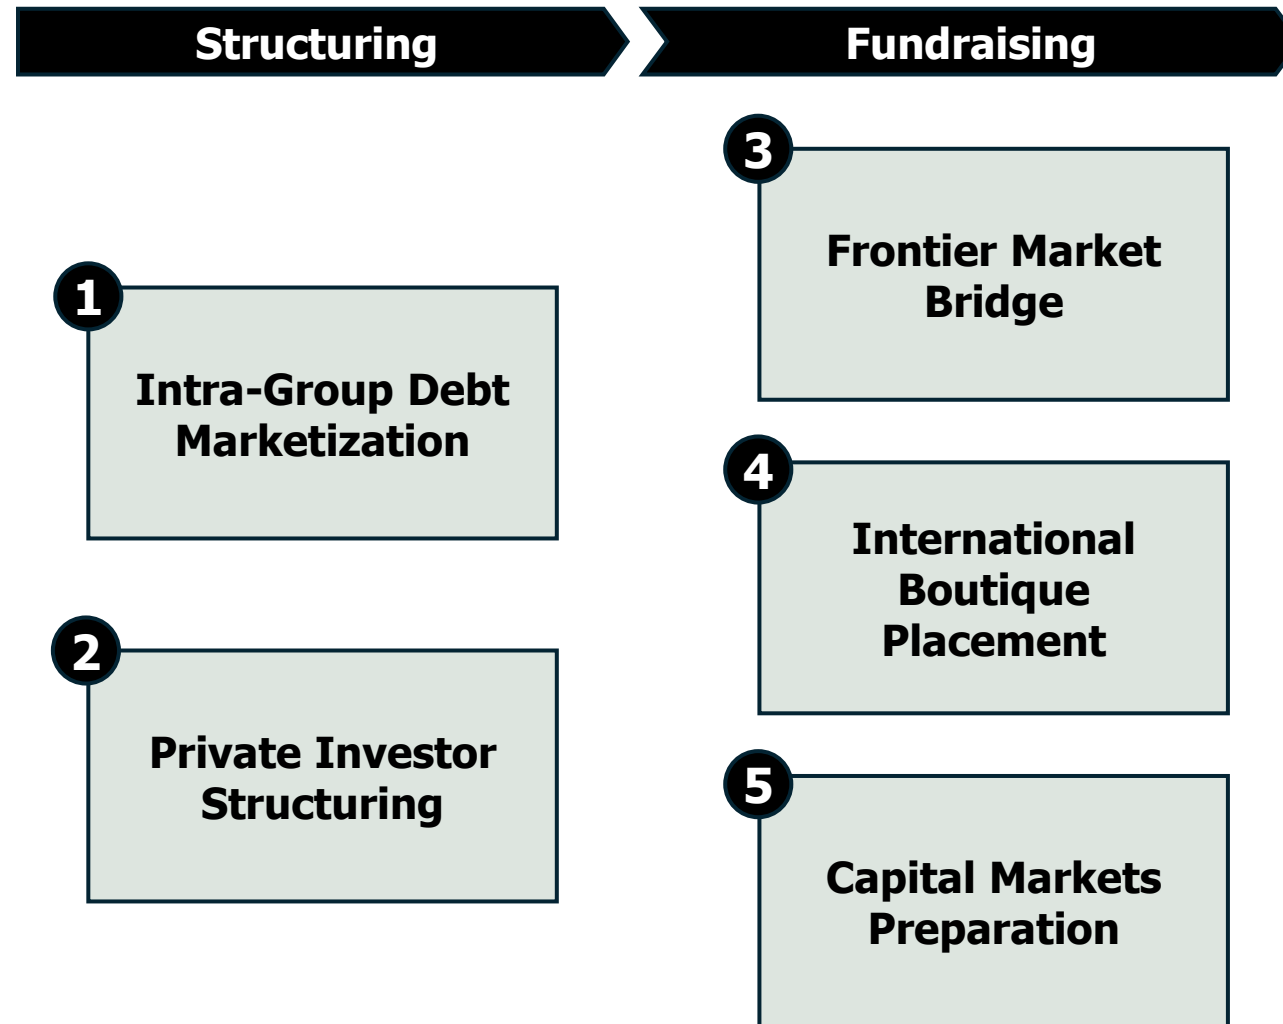 Structuring
Fundraising
1
Intra-Group Debt
Marketization
2
Private Investor
Structuring
3
Frontier Market
Bridge
4
International
Boutique
Placement
5
Capital Markets
Preparation